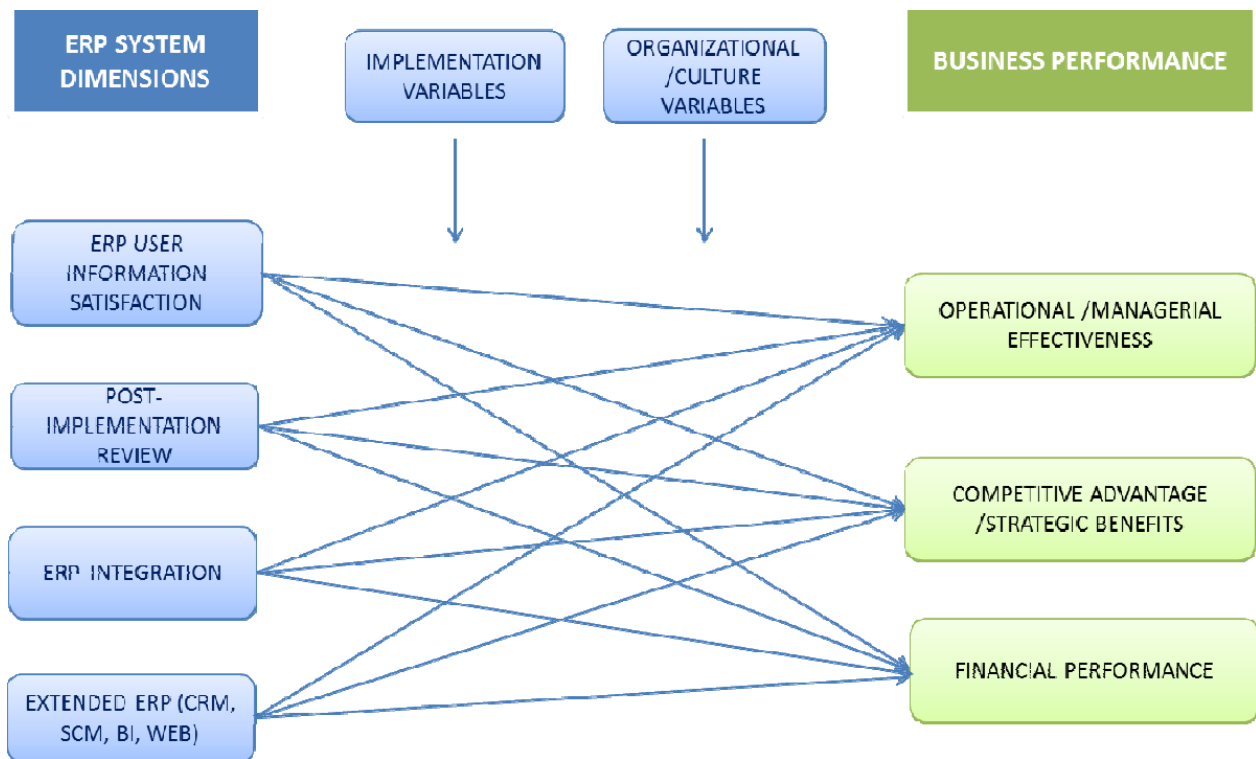 ERP SYSTEM
DIMENSIONS
IMPLEMENTATION
VARIABLES
ORGANIZATIONAL
/CULTURE
VARIABLES
BUSINESS PERFORMANCE
ERP USER
INFORMATION
SATISFACTION
POST-
IMPLEMENTATION
REVIEW
ERP INTEGRATION
EXTENDED ERP (CRM,
SCM, BI, WEB)
OPERATIONAL /MANAGERIAL
EFFECTIVENESS
COMPETITIVE ADVANTAGE
/STRATEGIC BENEFITS
FINANCIAL PERFORMANCE